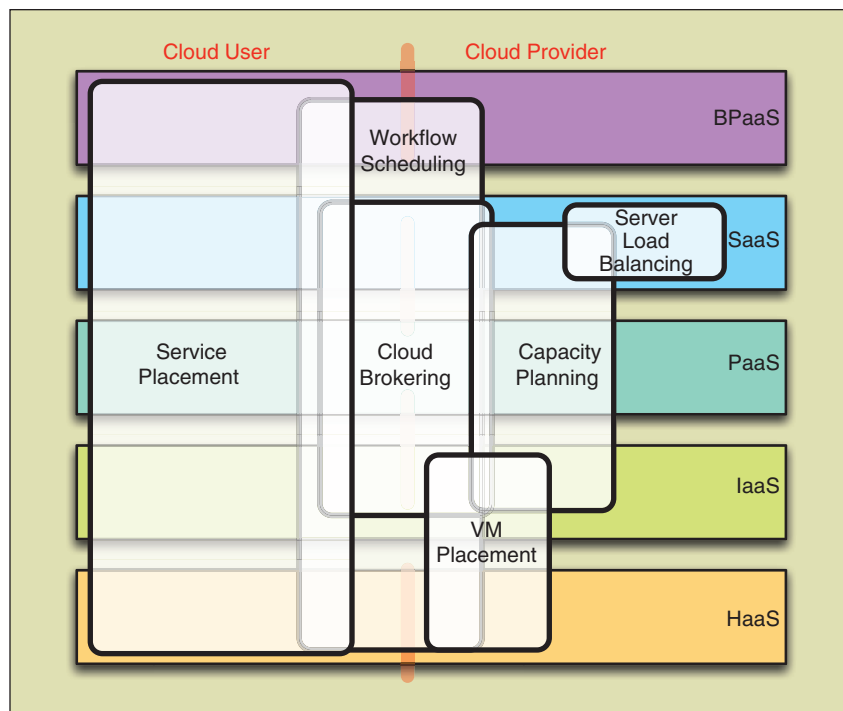 Cloud User
Cloud Provider
BPaaS
Workflow
Scheduling
Server
Load
Balancing
SaaS
Service
Placement
Cloud
Brokering
Capacity
Planning
PaaS
IaaS
VM
Placement
HaaS